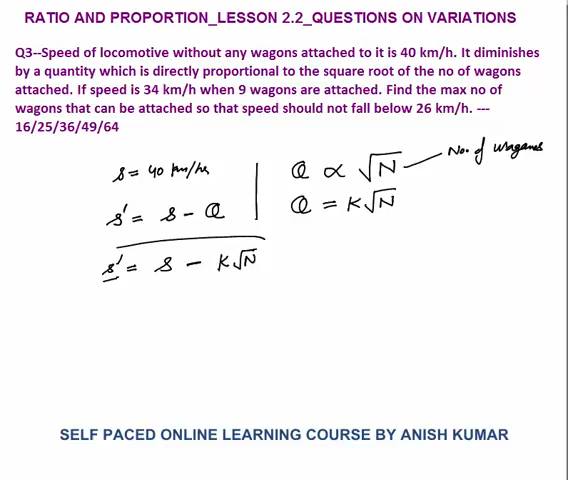 RATIO AND PROPORTION_LESSON 2.2_QUESTIONS ON VARIATIONS
Q3--Speed of locomotive without any wagons attached to it is 40 km/h. It diminishes
by a quantity which is directly proportional to the square root of the no of wagons
attached. If speed is 34 km/h when 9 wagons are attached. Find the max no of
wagons that can be attached so that speed should not fall below 26 km/h. ---
16/25/36/49/64
s = 40 km/hr
s' = s - Q
s' = s - K√N
Q ∝ √N
No. of wagons
Q = K√N
SELF PACED ONLINE LEARNING COURSE BY ANISH KUMAR